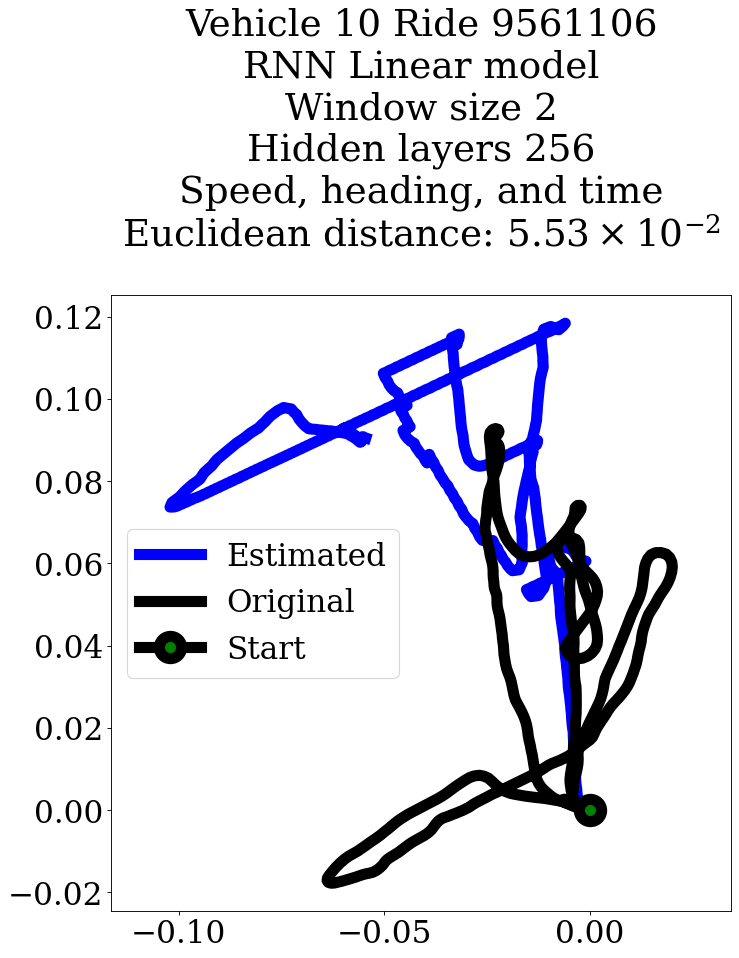 Vehicle 10 Ride 9561106
RNN Linear model
Window size 2
Hidden layers 256
Speed, heading, and time
Euclidean distance: 5.53 × 10⁻²
0.12
0.10
0.08
0.06
0.04
0.02
0.00
−0.02
Estimated
Original
Start
−0.10 −0.05 0.00